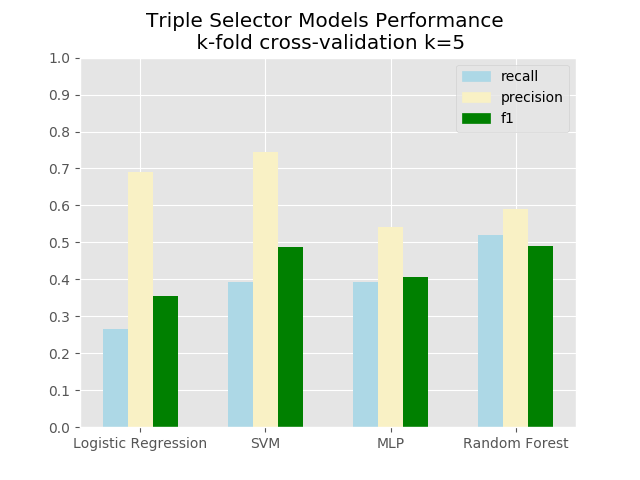 Triple Selector Models Performance
k-fold cross-validation k=5
1.0
0.9
0.8
0.7
0.6
0.5
0.4
0.3
0.2
0.1
0.0
recall
precision
f1
Logistic Regression SVM MLP Random Forest